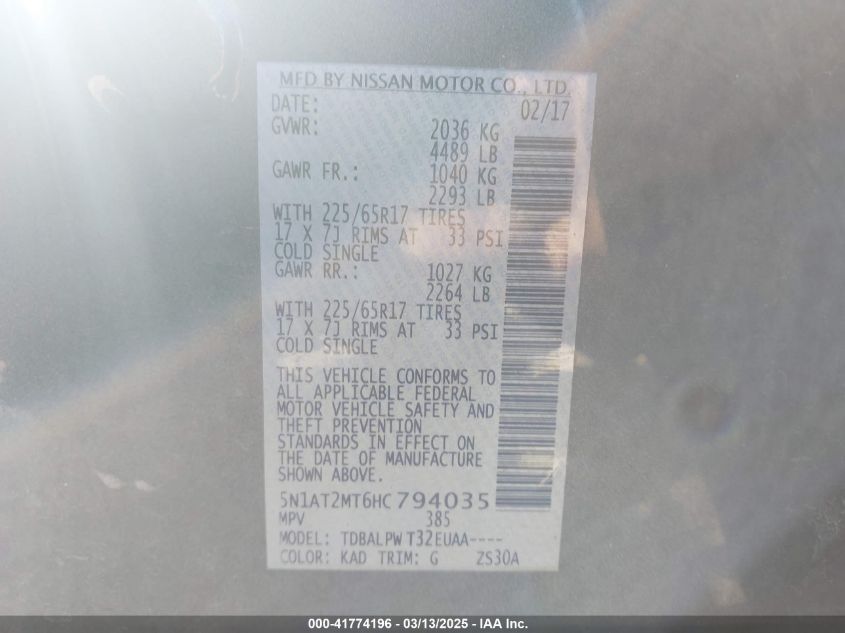 MFD BY NISSAN MOTOR CO., LTD.
DATE: 02/17
GVWR: 2036 KG
4489 LB
GAWR FR.: 1040 KG
2293 LB
WITH 225/65R17 TIRES
17 X 7J RIMS AT 33 PSI
COLD SINGLE
GAWR RR.: 1027 KG
2264 LB
WITH 225/65R17 TIRES
17 X 7J RIMS AT 33 PSI
COLD SINGLE
THIS VEHICLE CONFORMS TO
ALL APPLICABLE FEDERAL
MOTOR VEHICLE SAFETY AND
THEFT PREVENTION
STANDARDS IN EFFECT ON
THE DATE OF MANUFACTURE
SHOWN ABOVE.
5N1AT2MT6HC794035
MPV 385
MODEL: TDBALPW T32EUAA----
COLOR: KAD TRIM: G ZS30A
000-41774196 - 03/13/2025 - IAA Inc.